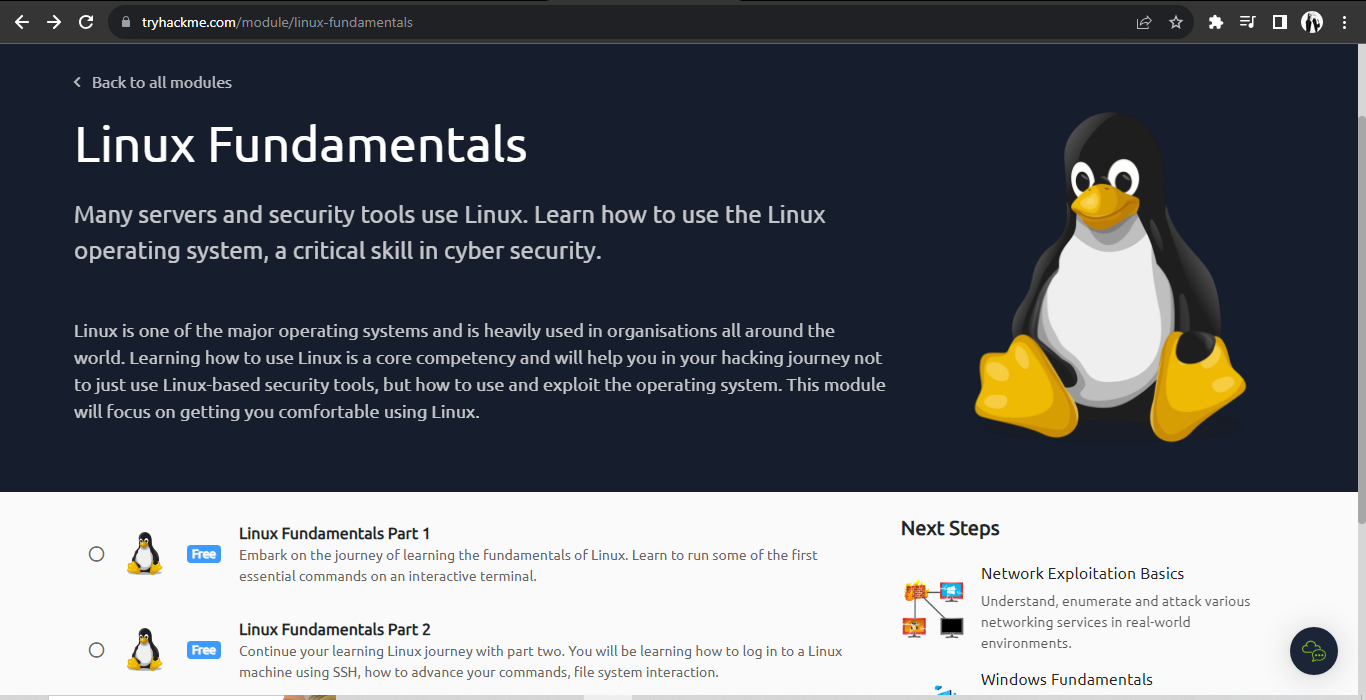 tryhackme.com/module/linux-fundamentals
Back to all modules
Linux Fundamentals
Many servers and security tools use Linux. Learn how to use the Linux
operating system, a critical skill in cyber security.
Linux is one of the major operating systems and is heavily used in organisations all around the
world. Learning how to use Linux is a core competency and will help you in your hacking journey not
to just use Linux-based security tools, but how to use and exploit the operating system. This module
will focus on getting you comfortable using Linux.
Free
Linux Fundamentals Part 1
Embark on the journey of learning the fundamentals of Linux. Learn to run some of the first
essential commands on an interactive terminal.
Free
Linux Fundamentals Part 2
Continue your learning Linux journey with part two. You will be learning how to log in to a Linux
machine using SSH, how to advance your commands, file system interaction.
Next Steps
Network Exploitation Basics
Understand, enumerate and attack various
networking services in real-world
environments.
Windows Fundamentals